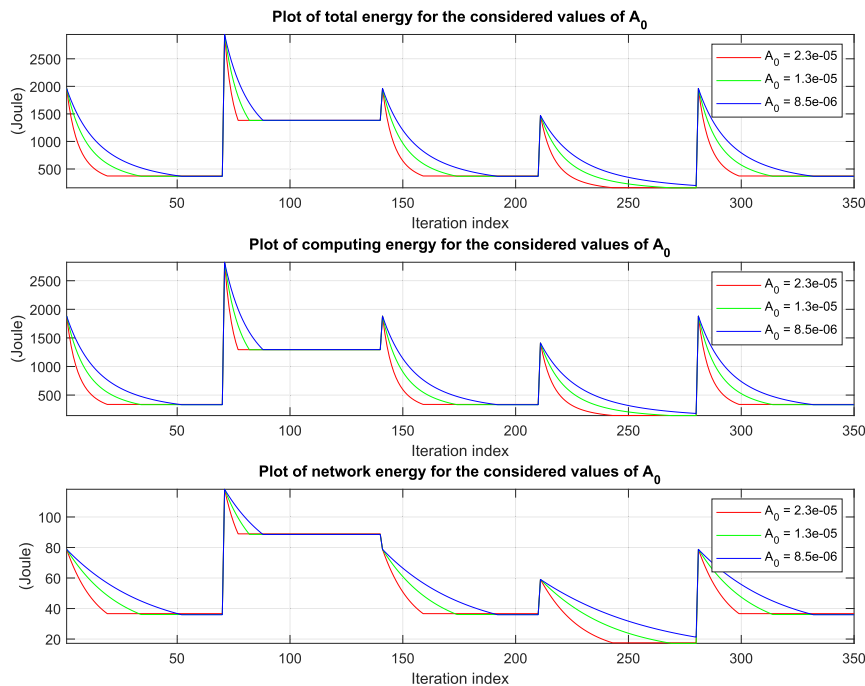 Plot of total energy for the considered values of A0
2500
2000
1500
1000
500
(Joule)
A0 = 2.3e-05
A0 = 1.3e-05
A0 = 8.5e-06
50 100 150 200 250 300 350
Iteration index
Plot of computing energy for the considered values of A0
2500
2000
1500
1000
500
(Joule)
A0 = 2.3e-05
A0 = 1.3e-05
A0 = 8.5e-06
50 100 150 200 250 300 350
Iteration index
Plot of network energy for the considered values of A0
100
80
60
40
20
(Joule)
A0 = 2.3e-05
A0 = 1.3e-05
A0 = 8.5e-06
50 100 150 200 250 300 350
Iteration index